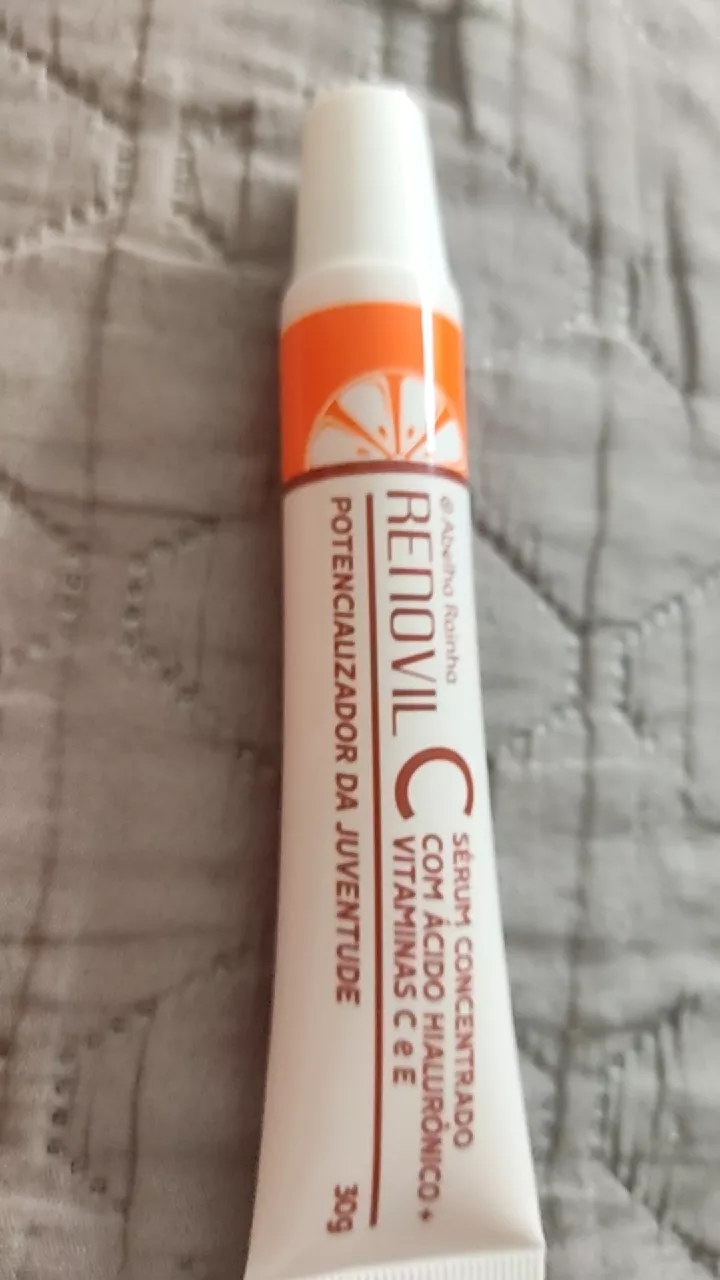 @Abelha Rainha
RENOVIL C
SÉRUM CONCENTRADO
COM ÁCIDO HIALURÔNICO +
VITAMINAS C e E
POTENCIALIZADOR DA JUVENTUDE
30g